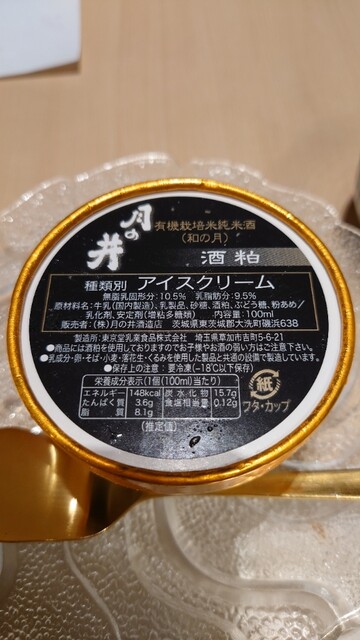 月の井
有機栽培米純米酒
(和の月)
酒粕
種類別 アイスクリーム
無脂乳固形分:10.5% 乳脂肪分:9.5%
原材料名:牛乳(国内製造)、乳製品、砂糖、酒粕、ぶどう糖、粉あめ/
乳化剤、安定剤(増粘多糖類) 内容量:100ml
販売者:(株)月の井酒造店 茨城県東茨城郡大洗町磯浜638
製造所:東京堂乳業食品株式会社 埼玉県草加市吉町5-6-21
●商品には酒粕を使用しておりますのでお子様やお酒の弱い方はご注意下さい。
●乳成分・卵・そば・小麦・落花生・くるみを使用した製品と共通の設備で製造しています。
●保存上の注意:要冷凍(-18℃以下保存)
栄養成分表示(1個(100ml)当たり)
エネルギー 148kcal 炭水化物 15.7g
たんぱく質 3.6g 食塩相当量 0.12g
脂質 8.1g
(推定値)
紙
フタ・カップ